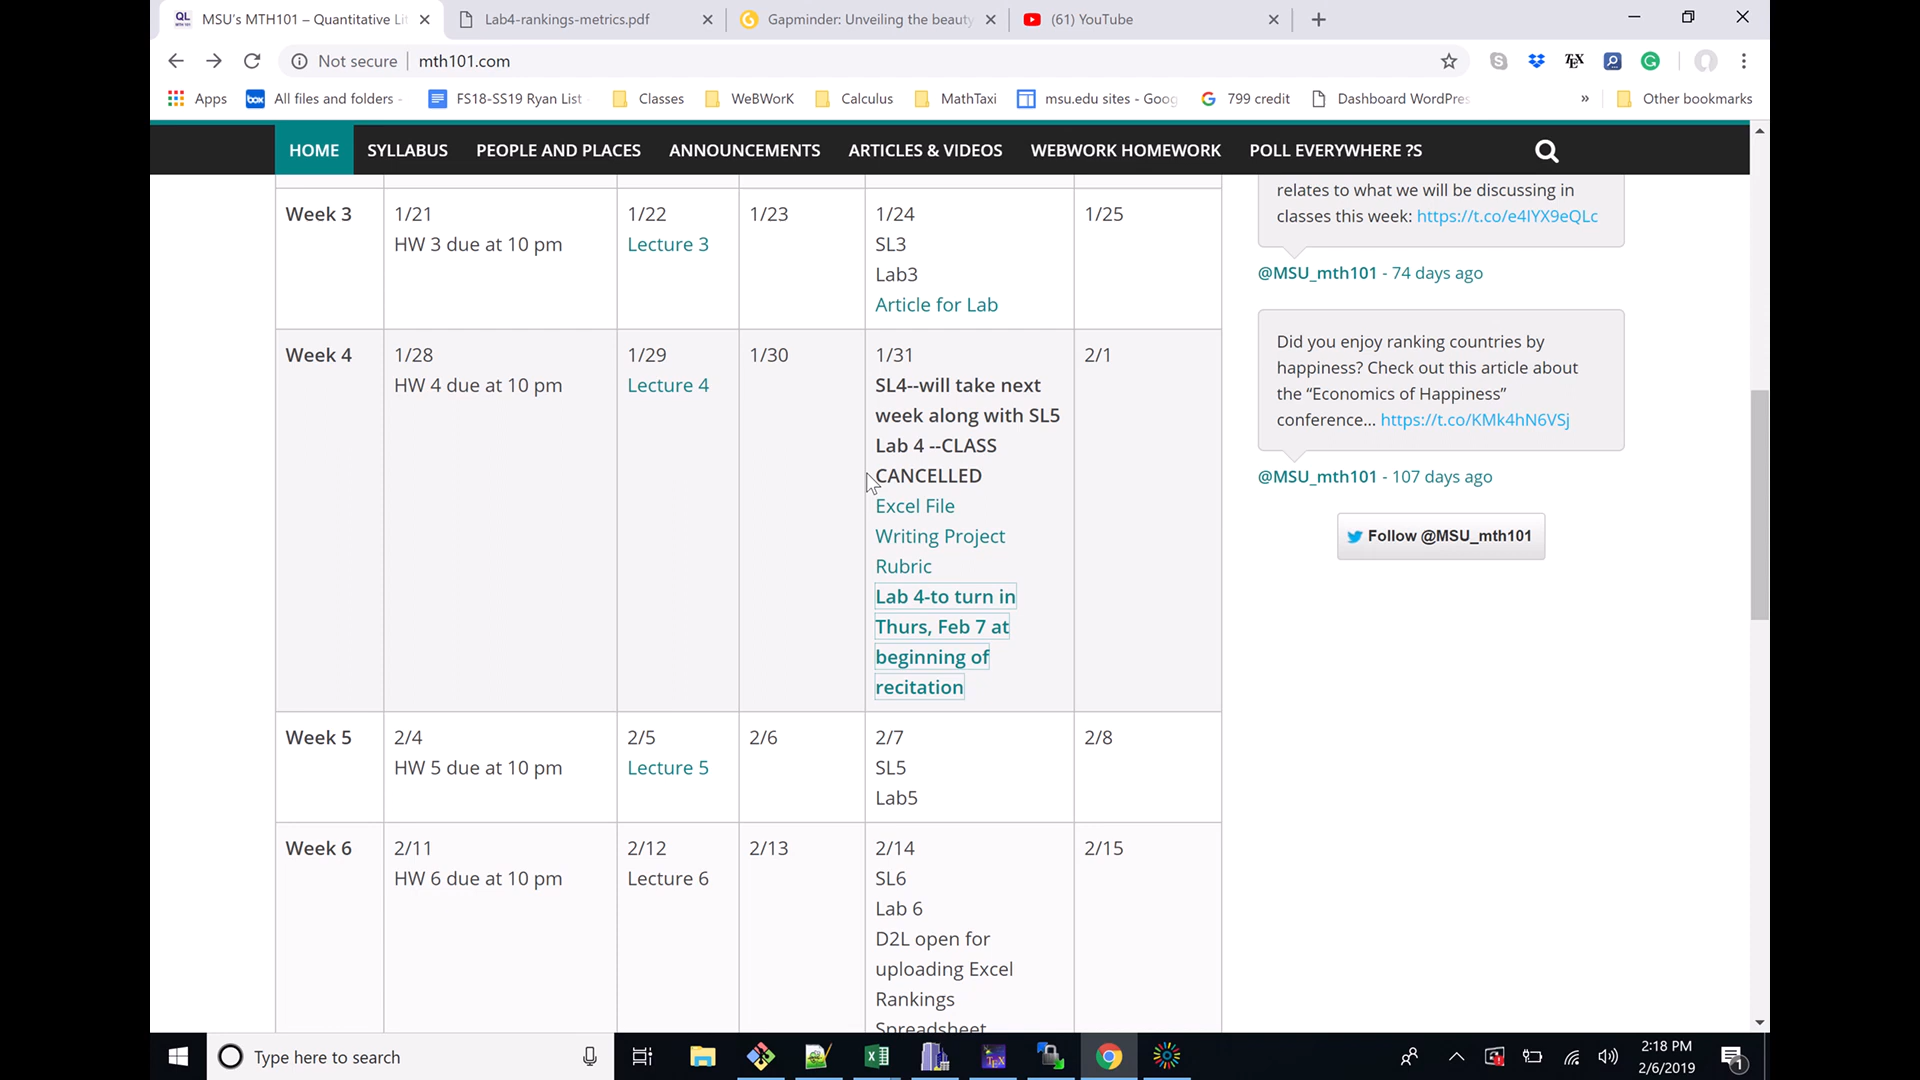 MSU's MTH101 – Quantitative Lit
Lab4-rankings-metrics.pdf
Gapminder: Unveiling the beauty
(61) YouTube
Not secure
mth101.com
Apps
All files and folders -
FS18-SS19 Ryan List
Classes
WeBWorK
Calculus
MathTaxi
msu.edu sites - Goog
799 credit
Dashboard WordPres
Other bookmarks
HOME
SYLLABUS
PEOPLE AND PLACES
ANNOUNCEMENTS
ARTICLES & VIDEOS
WEBWORK HOMEWORK
POLL EVERYWHERE ?S
Week 3
1/21
HW 3 due at 10 pm
1/22
Lecture 3
1/23
1/24
SL3
Lab3
Article for Lab
1/25
Week 4
1/28
HW 4 due at 10 pm
1/29
Lecture 4
1/30
1/31
SL4--will take next
week along with SL5
Lab 4 --CLASS
CANCELLED
Excel File
Writing Project
Rubric
Lab 4-to turn in
Thurs, Feb 7 at
beginning of
recitation
2/1
Week 5
2/4
HW 5 due at 10 pm
2/5
Lecture 5
2/6
2/7
SL5
Lab5
2/8
Week 6
2/11
HW 6 due at 10 pm
2/12
Lecture 6
2/13
2/14
SL6
Lab 6
D2L open for
uploading Excel
Rankings
Spreadsheet
2/15
relates to what we will be discussing in
classes this week: https://t.co/e4IYX9eQLc
@MSU_mth101 - 74 days ago
Did you enjoy ranking countries by
happiness? Check out this article about
the “Economics of Happiness”
conference... https://t.co/KMk4hN6VSj
@MSU_mth101 - 107 days ago
Follow @MSU_mth101
Type here to search
2:18 PM
2/6/2019